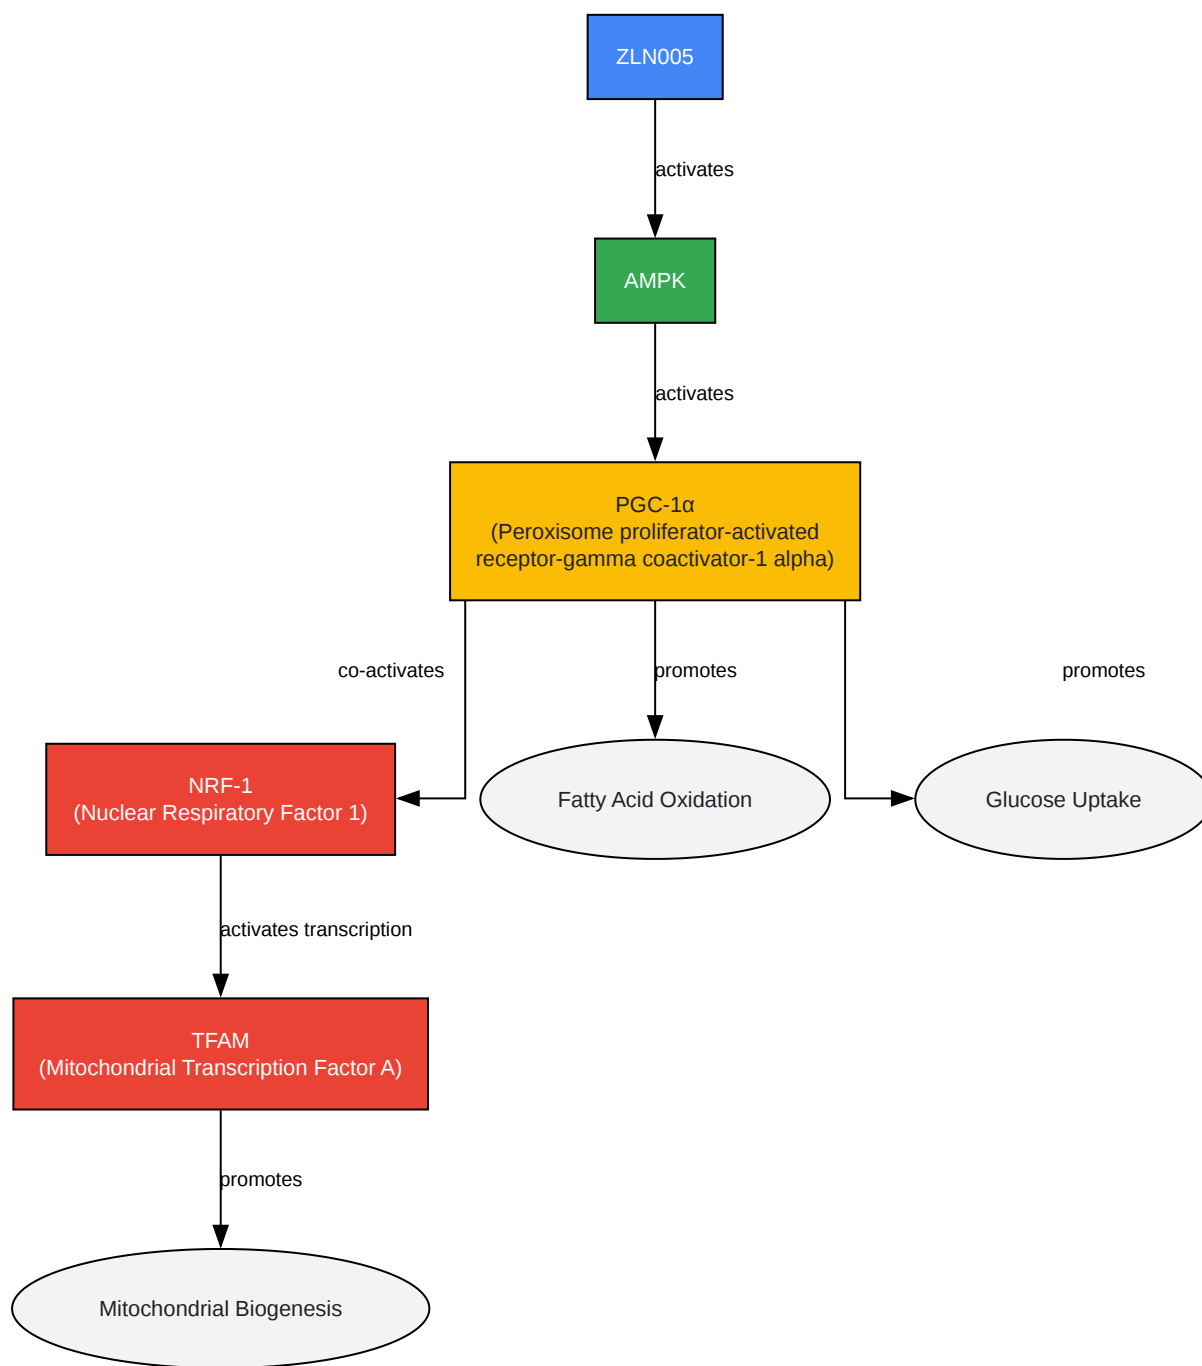 ZLN005
activates
AMPK
activates
PGC-1α
(Peroxisome proliferator-activated
receptor-gamma coactivator-1 alpha)
co-activates
promotes
promotes
NRF-1
(Nuclear Respiratory Factor 1)
Fatty Acid Oxidation
Glucose Uptake
activates transcription
TFAM
(Mitochondrial Transcription Factor A)
promotes
Mitochondrial Biogenesis